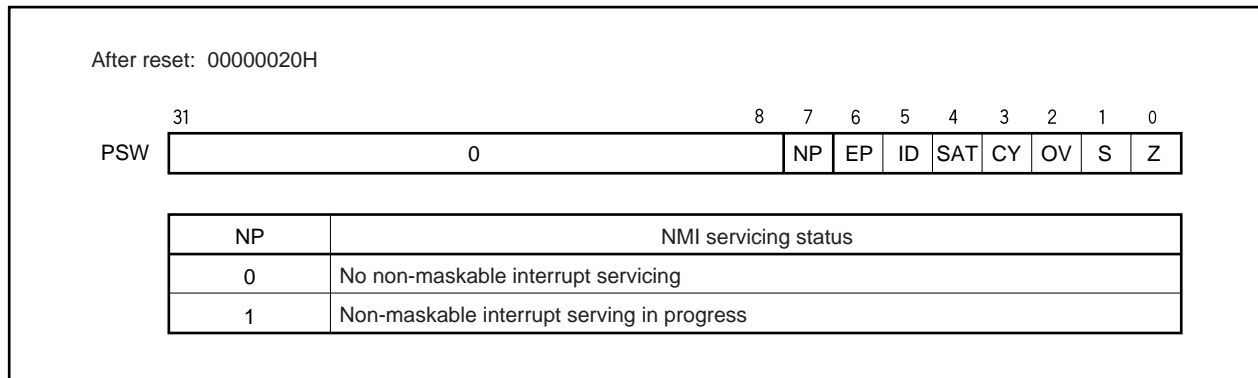 After reset: 00000020H
31 8 7 6 5 4 3 2 1 0
PSW 0 NP EP ID SAT CY OV S Z
NP NMI servicing status
0 No non-maskable interrupt servicing
1 Non-maskable interrupt serving in progress